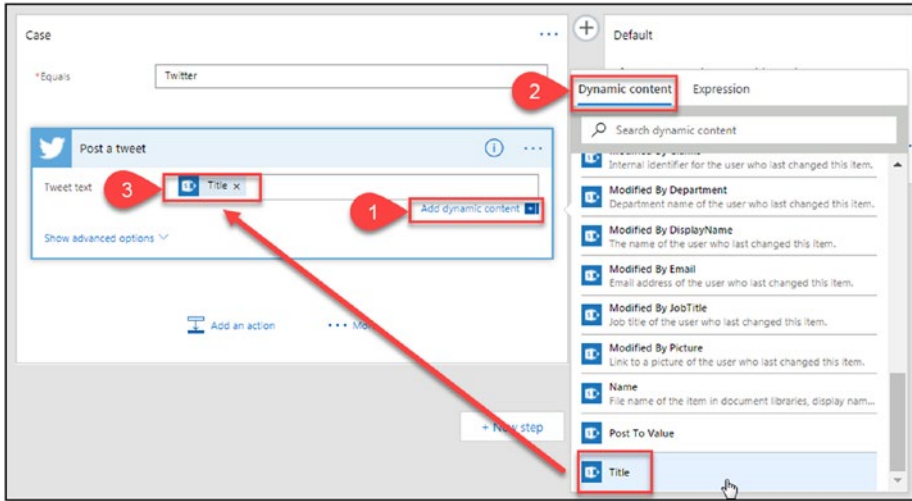 Case
...
Default
*Equals
Twitter
2
Dynamic content
Expression
Search dynamic content
Post a tweet
...
Internal identifier for the user who last changed this item.
Tweet text
3
Title ×
Modified By Department
Department name of the user who last changed this item.
1
Add dynamic content
Modified By DisplayName
The name of the user who last changed this item.
Show advanced options
Modified By Email
Email address of the user who last changed this item.
Modified By JobTitle
Job title of the user who last changed this item.
Add an action
...
Modified By Picture
Link to a picture of the user who last changed this item.
Name
File name of the item in document libraries, display nam...
+ New step
Post To Value
Title